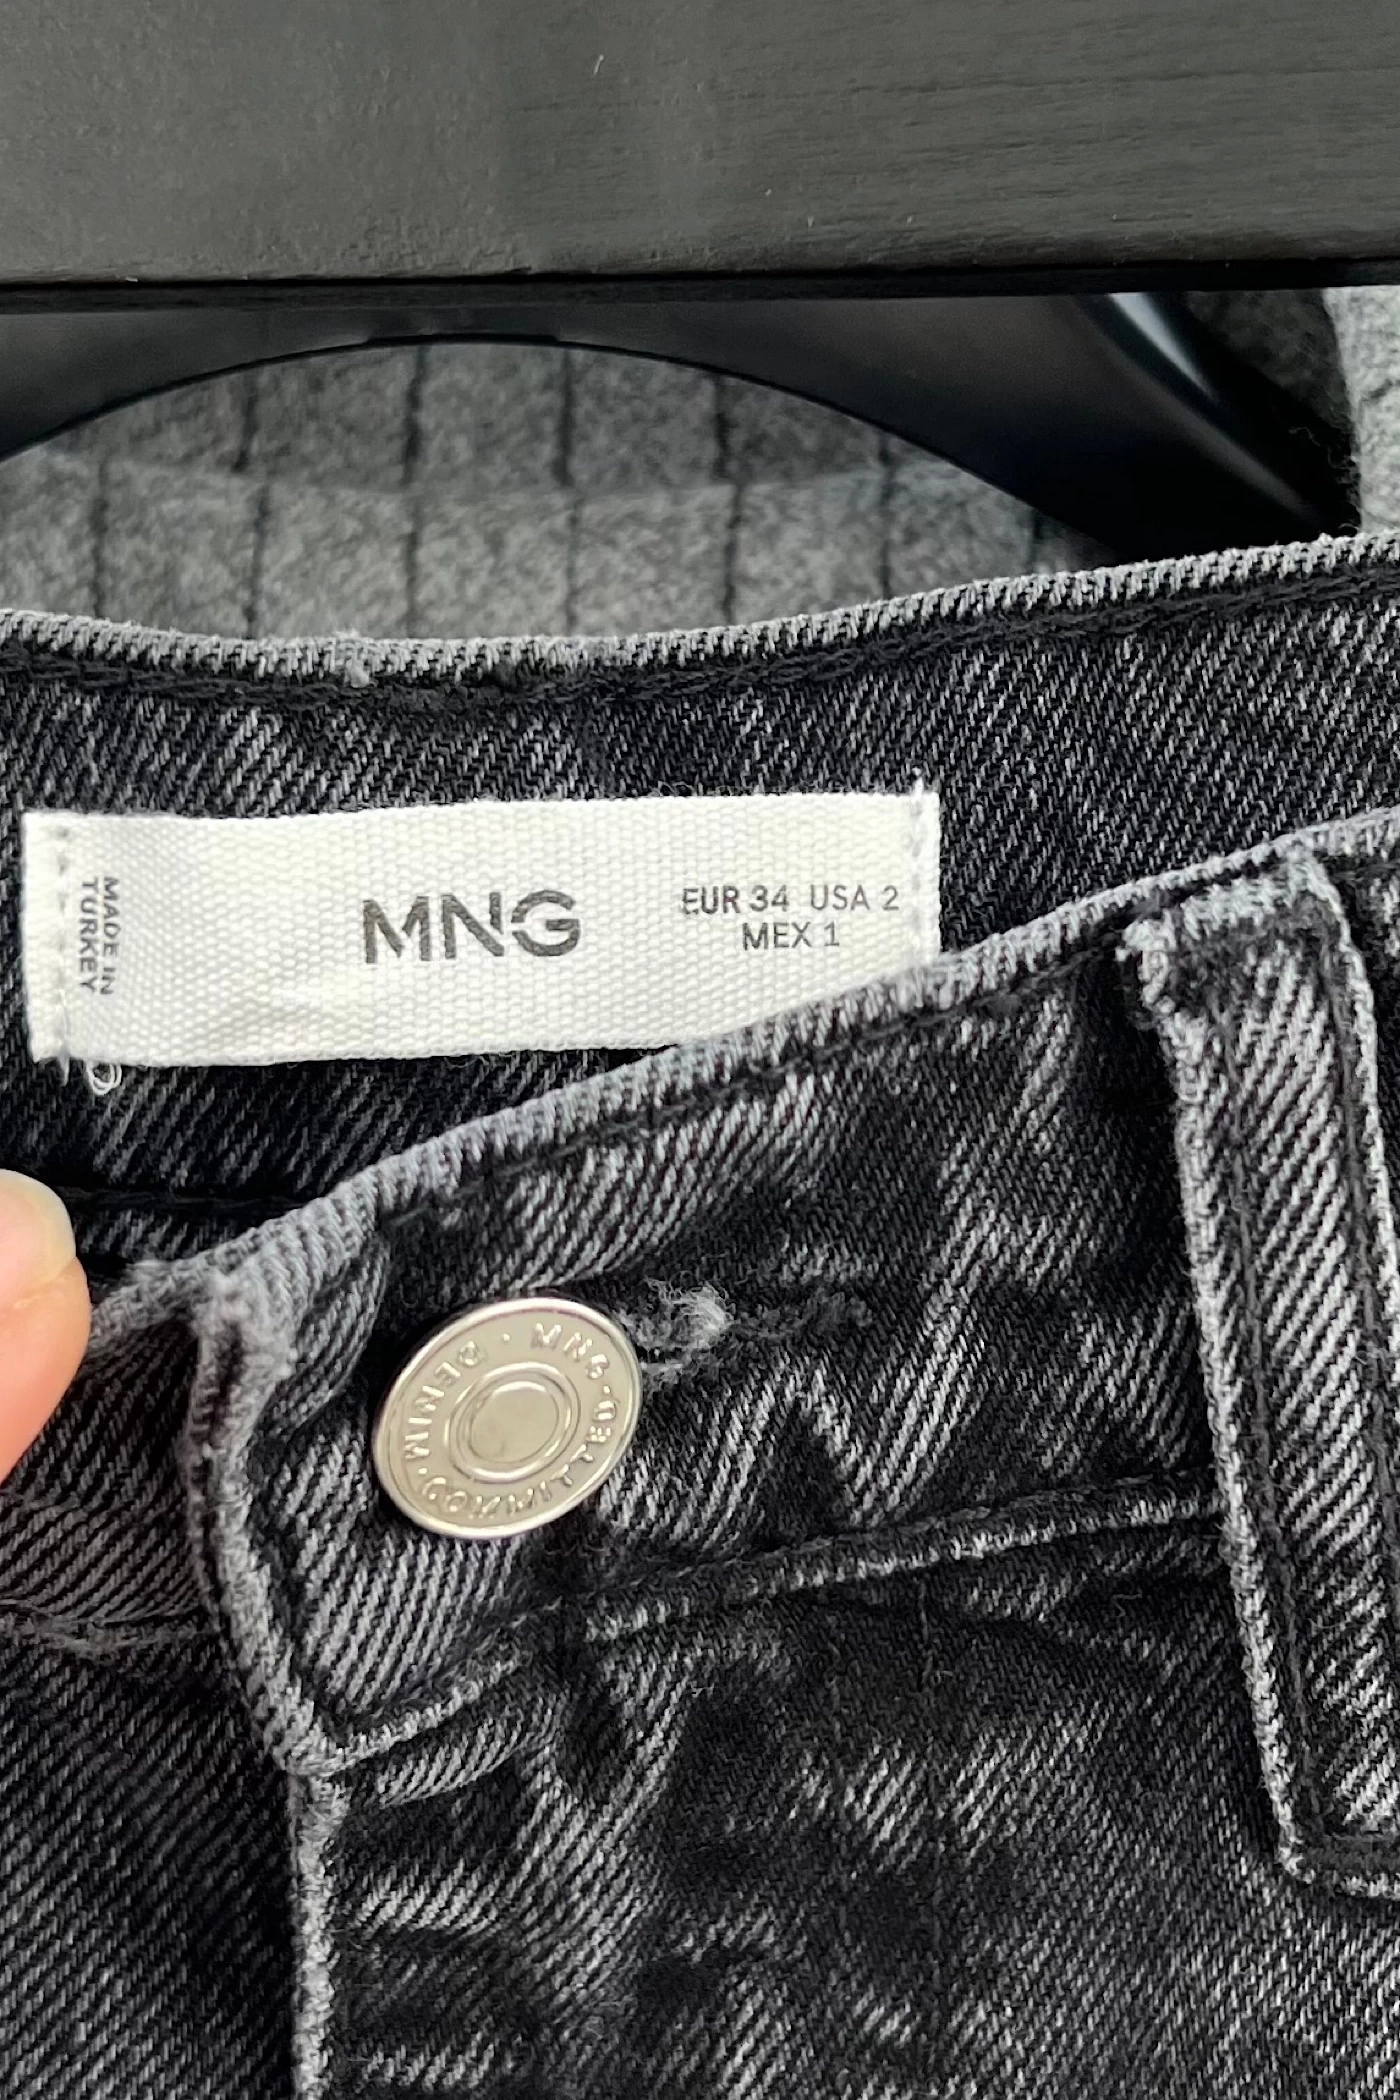 MADE IN
TURKEY
MNG
EUR 34 USA 2
MEX 1
MNG · COMMITTED · DENIM ·